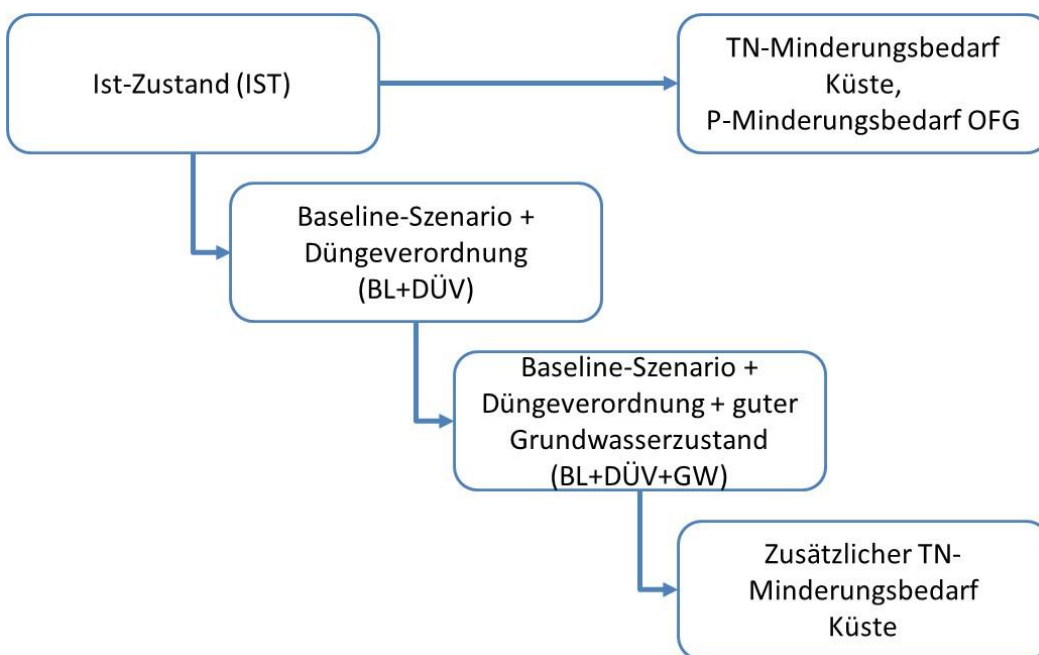 Ist-Zustand (IST)
TN-Minderungsbedarf
Küste,
P-Minderungsbedarf OFG
Baseline-Szenario +
Düngeverordnung
(BL+DÜV)
Baseline-Szenario +
Düngeverordnung + guter
Grundwasserzustand
(BL+DÜV+GW)
Zusätzlicher TN-
Minderungsbedarf
Küste